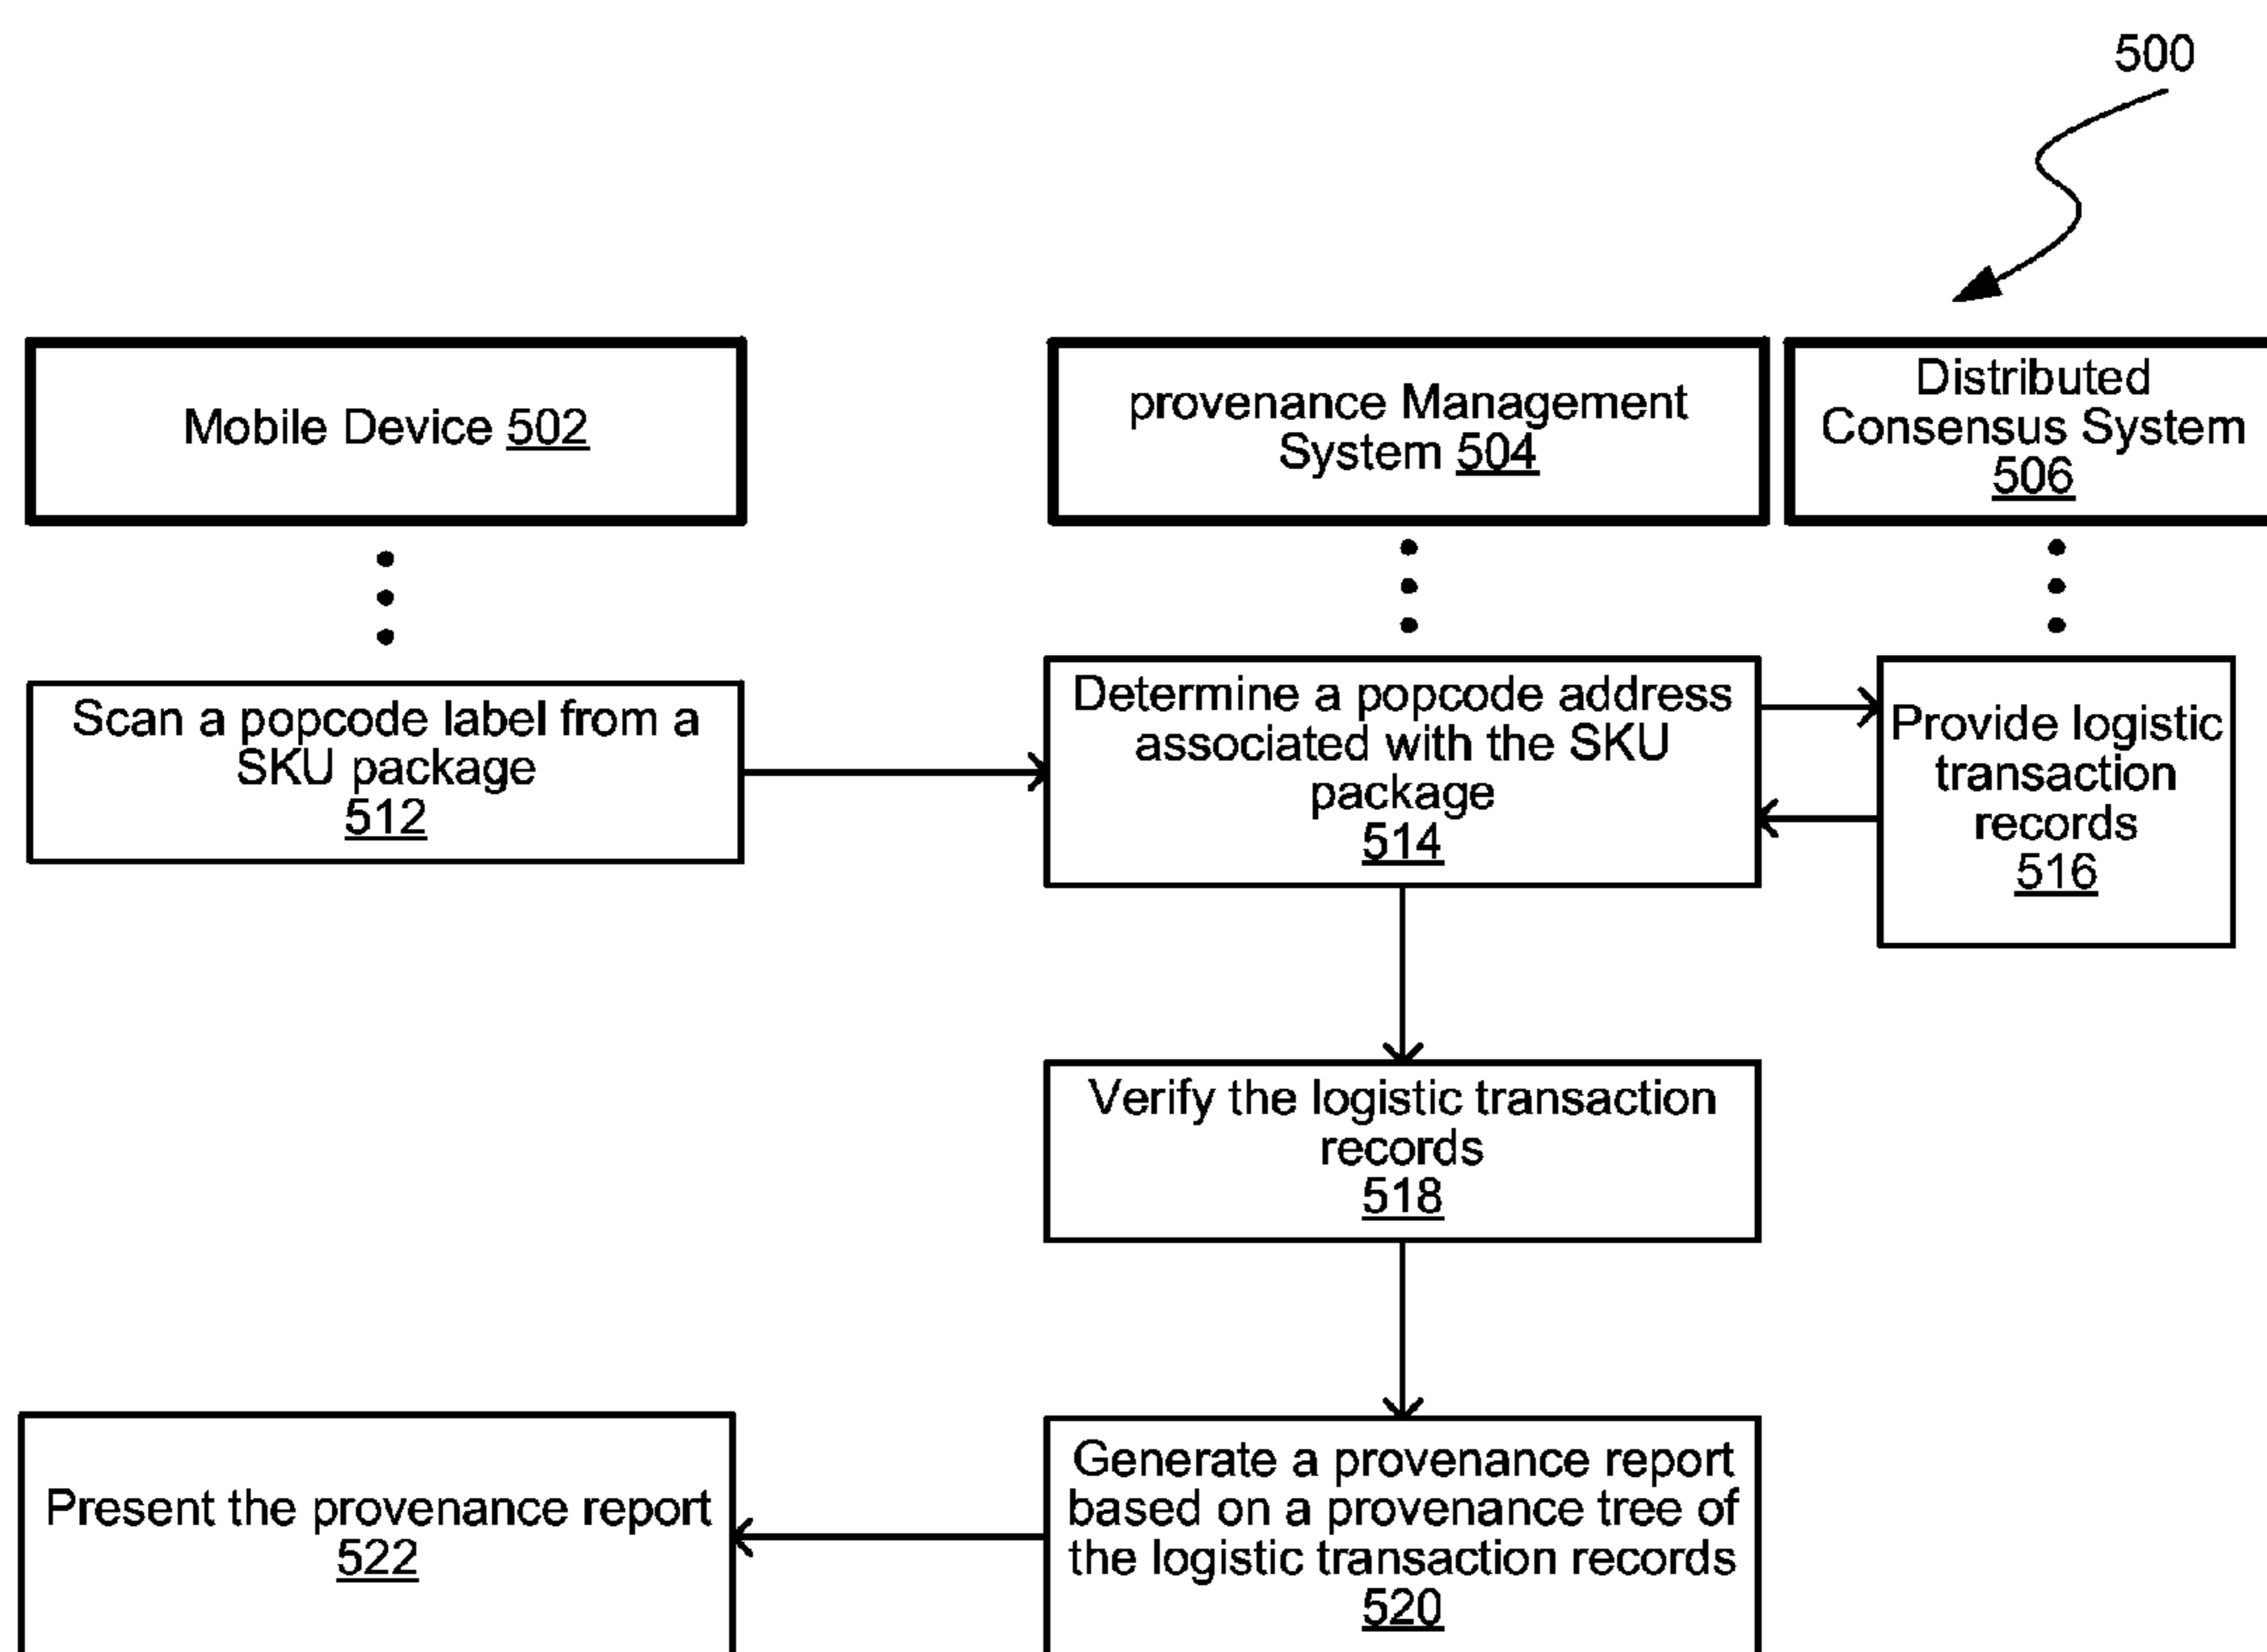 500
Mobile Device 502
provenance Management
System 504
Distributed
Consensus System
506
Scan a popcode label from a
SKU package
512
Determine a popcode address
associated with the SKU
package
514
Provide logistic
transaction
records
516
Verify the logistic transaction
records
518
Generate a provenance report
based on a provenance tree of
the logistic transaction records
520
Present the provenance report
522